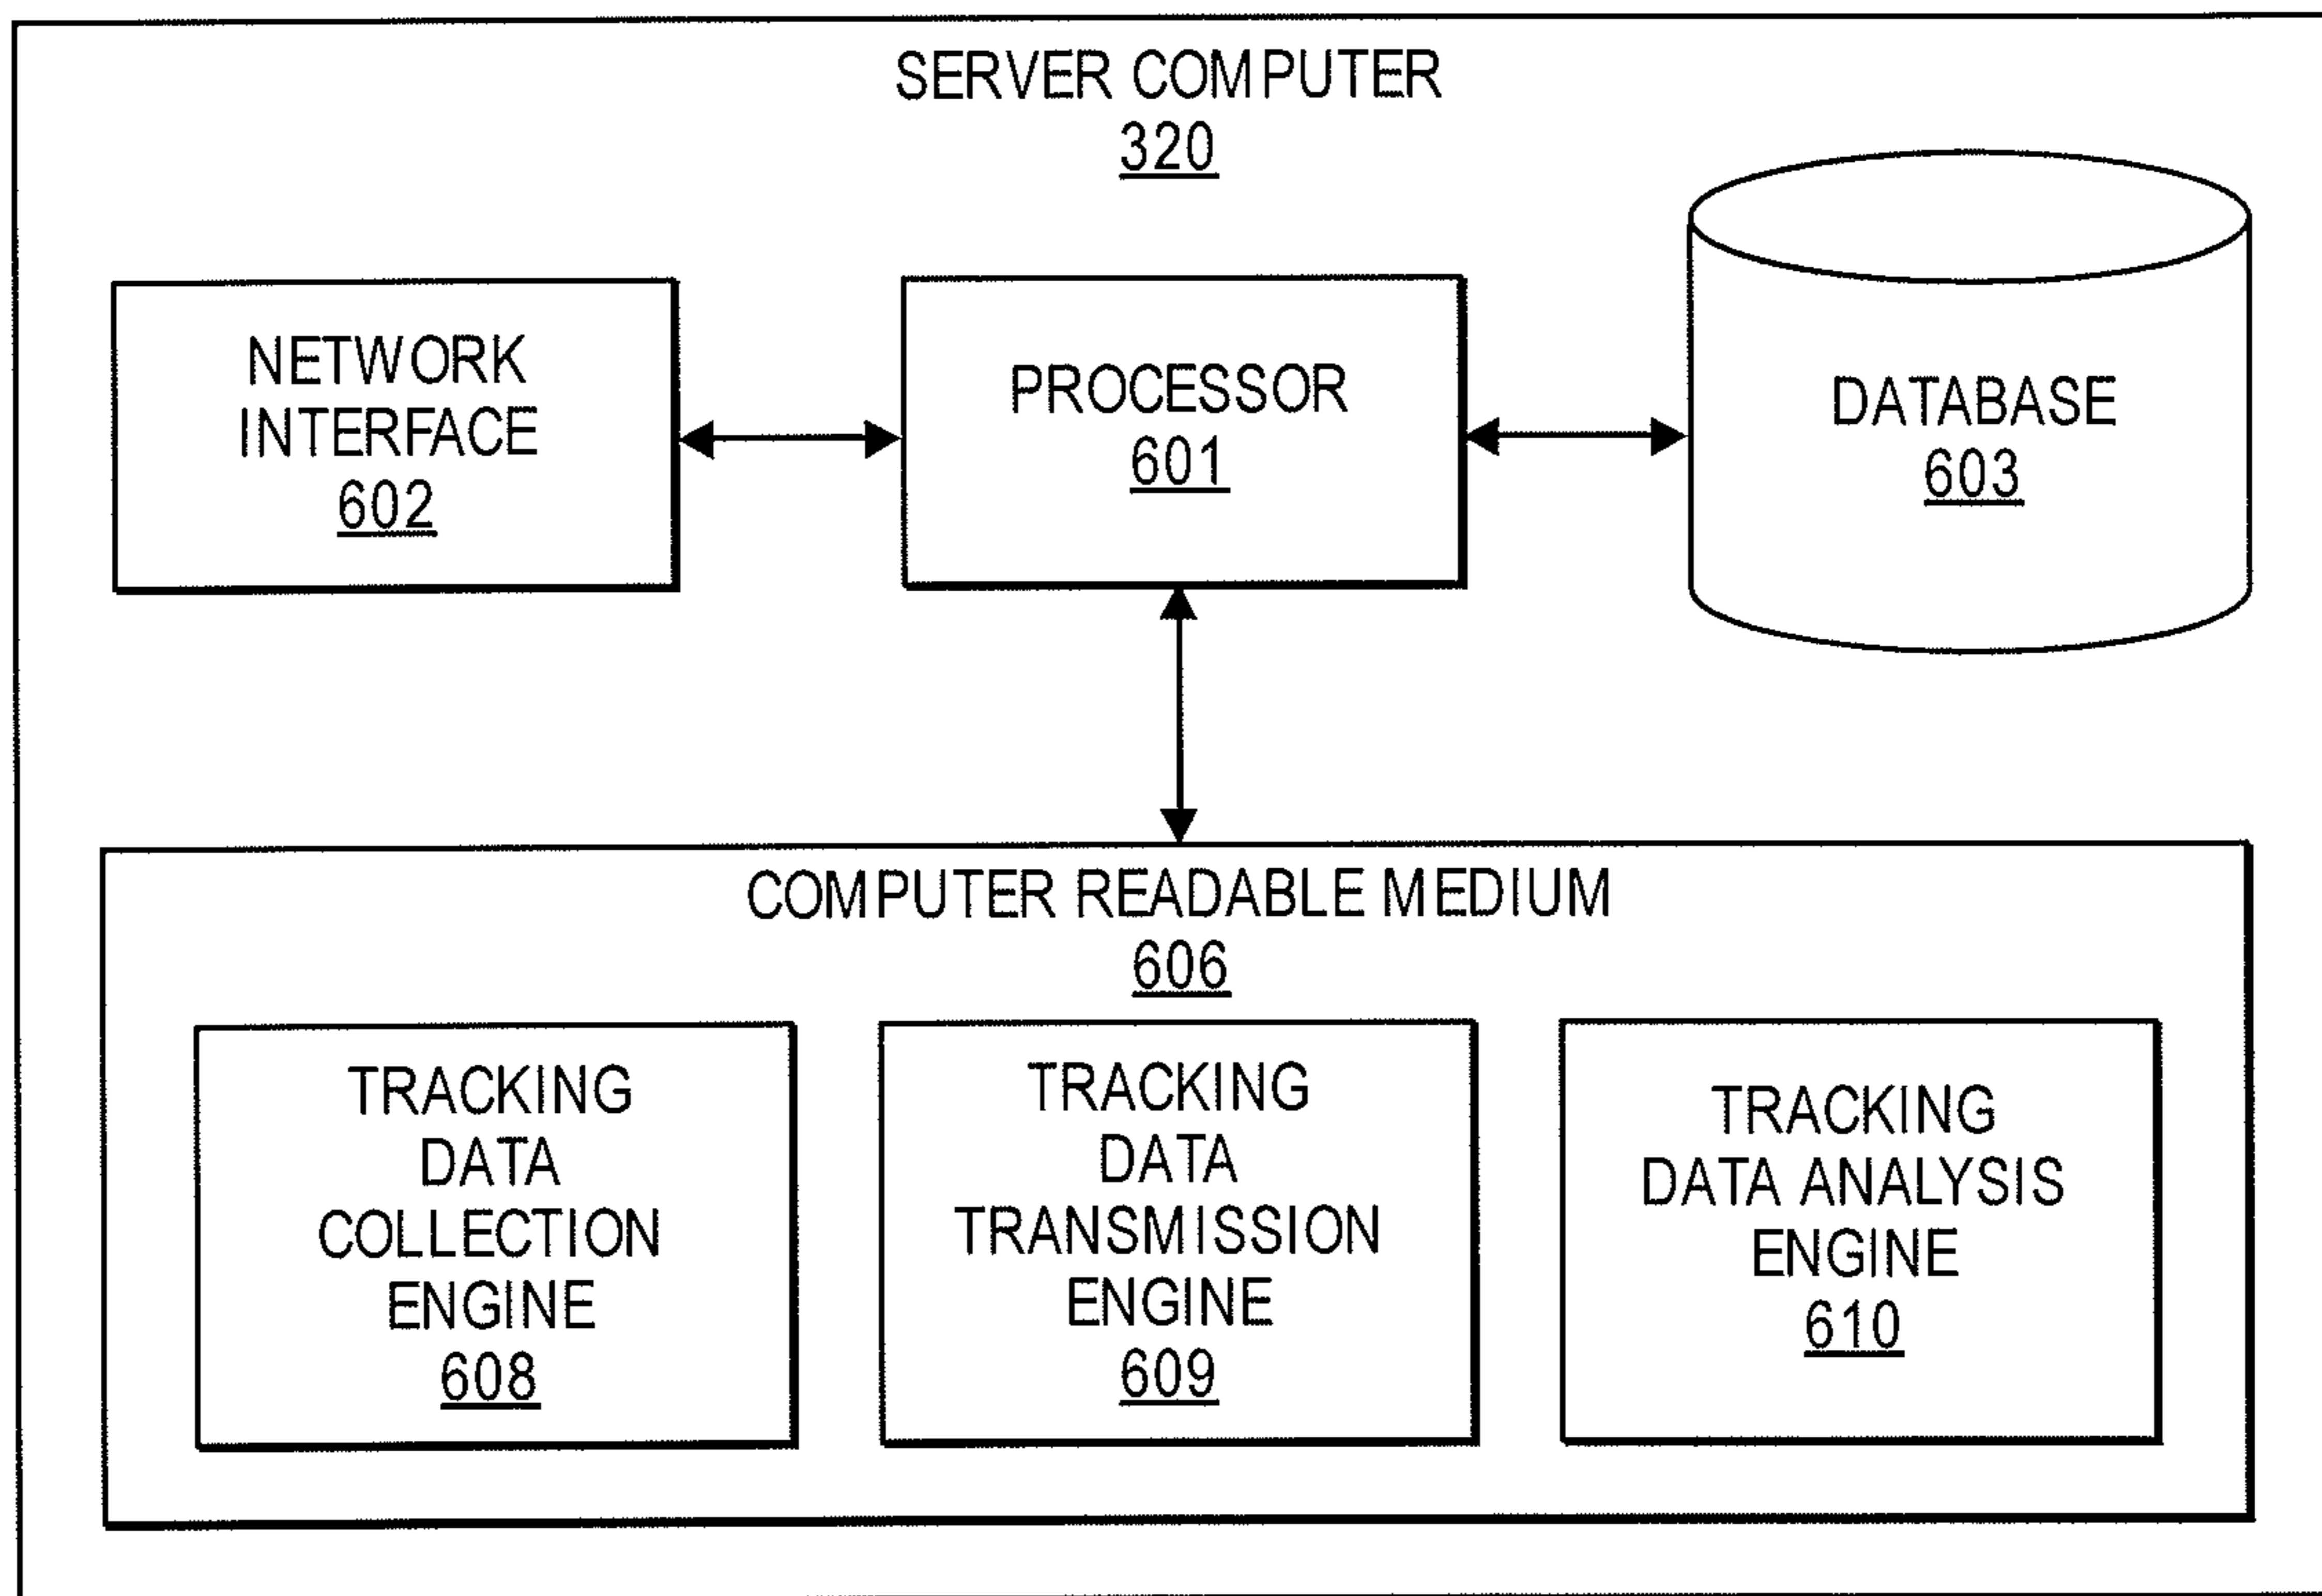 SERVER COMPUTER
320
NETWORK
INTERFACE
602
PROCESSOR
601
DATABASE
603
COMPUTER READABLE MEDIUM
606
TRACKING
DATA
COLLECTION
ENGINE
608
TRACKING
DATA
TRANSMISSION
ENGINE
609
TRACKING
DATA ANALYSIS
ENGINE
610